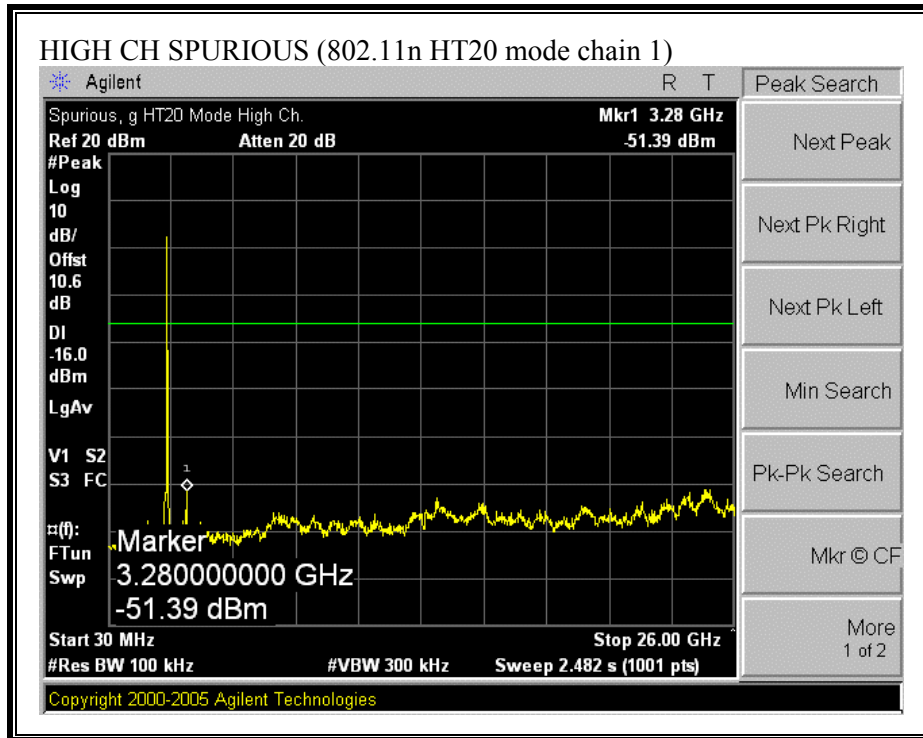 HIGH CH SPURIOUS (802.11n HT20 mode chain 1)
Agilent R T
Spurious, g HT20 Mode High Ch. Mkr1 3.28 GHz
Ref 20 dBm Atten 20 dB -51.39 dBm
#Peak
Log
10
dB/
Offst
10.6
dB
DI
-16.0
dBm
LgAv
V1 S2
S3 FC
¤(f):
FTun
Swp
1
Marker
3.280000000 GHz
-51.39 dBm
Start 30 MHz Stop 26.00 GHz
#Res BW 100 kHz #VBW 300 kHz Sweep 2.482 s (1001 pts)
Copyright 2000-2005 Agilent Technologies
Peak Search
Next Peak
Next Pk Right
Next Pk Left
Min Search
Pk-Pk Search
Mkr © CF
More
1 of 2